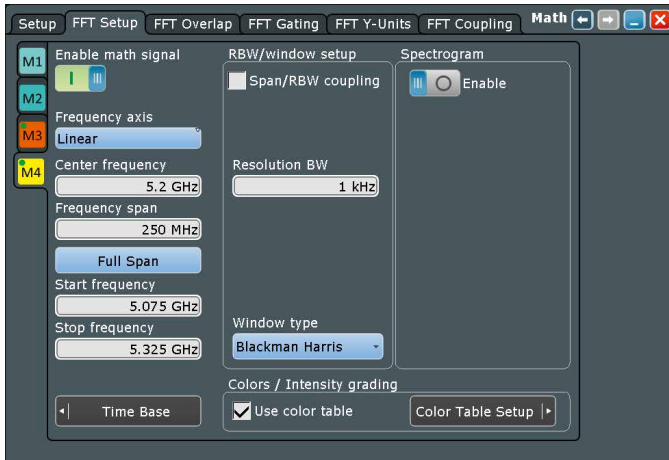 Setup FFT Setup FFT Overlap FFT Gating FFT Y-Units FFT Coupling Math
M1
M2
M3
M4
Enable math signal
Frequency axis
Linear
Center frequency
5.2 GHz
Frequency span
250 MHz
Full Span
Start frequency
5.075 GHz
Stop frequency
5.325 GHz
Time Base
RBW/window setup
Span/RBW coupling
Resolution BW
1 kHz
Window type
Blackman Harris
Spectrogram
Enable
Colors / Intensity grading
Use color table
Color Table Setup